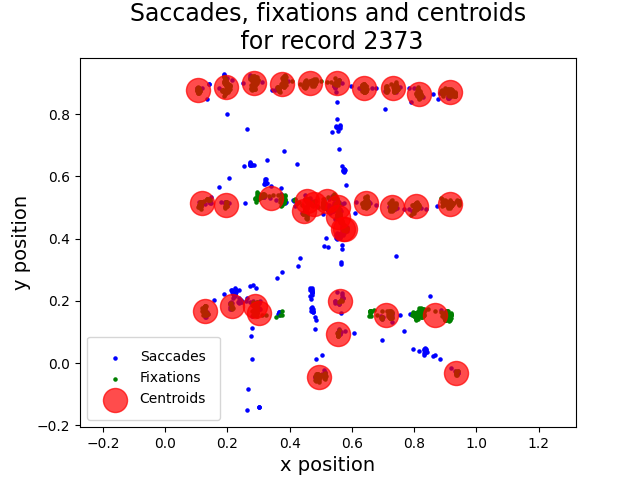 Saccades, fixations and centroids
for record 2373
y position
0.8
0.6
0.4
0.2
0.0
−0.2
Saccades
Fixations
Centroids
−0.2 0.0 0.2 0.4 0.6 0.8 1.0 1.2
x position